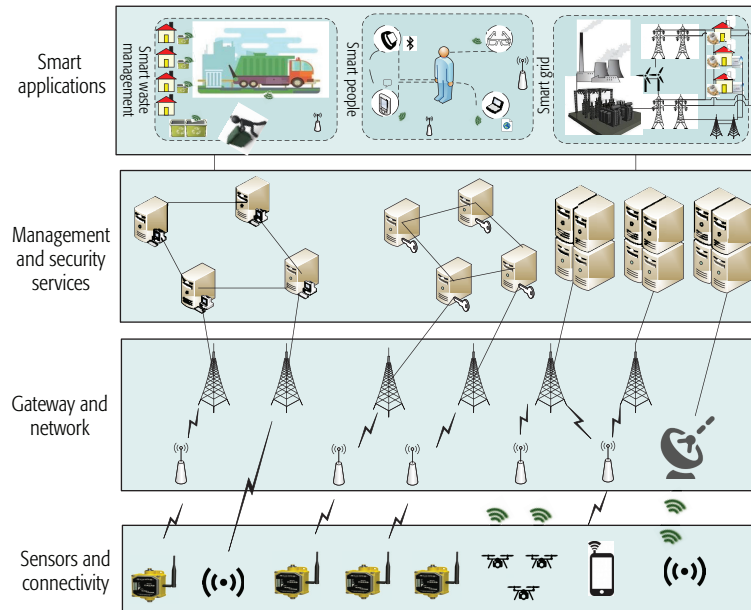 Smart
applications
Smart waste
management
Smart people
Smart grid
Management
and security
services
Gateway and
network
Sensors and
connectivity